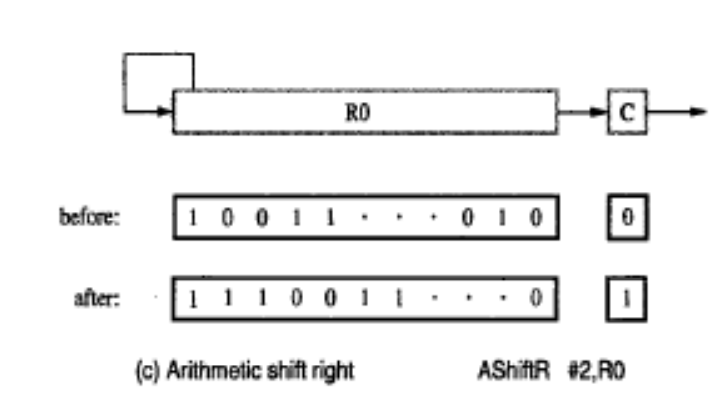 R0 C
before: 1 0 0 1 1 · · · 0 1 0 0
after: 1 1 1 0 0 1 1 · · · 0 1
(c) Arithmetic shift right AShiftR #2,R0